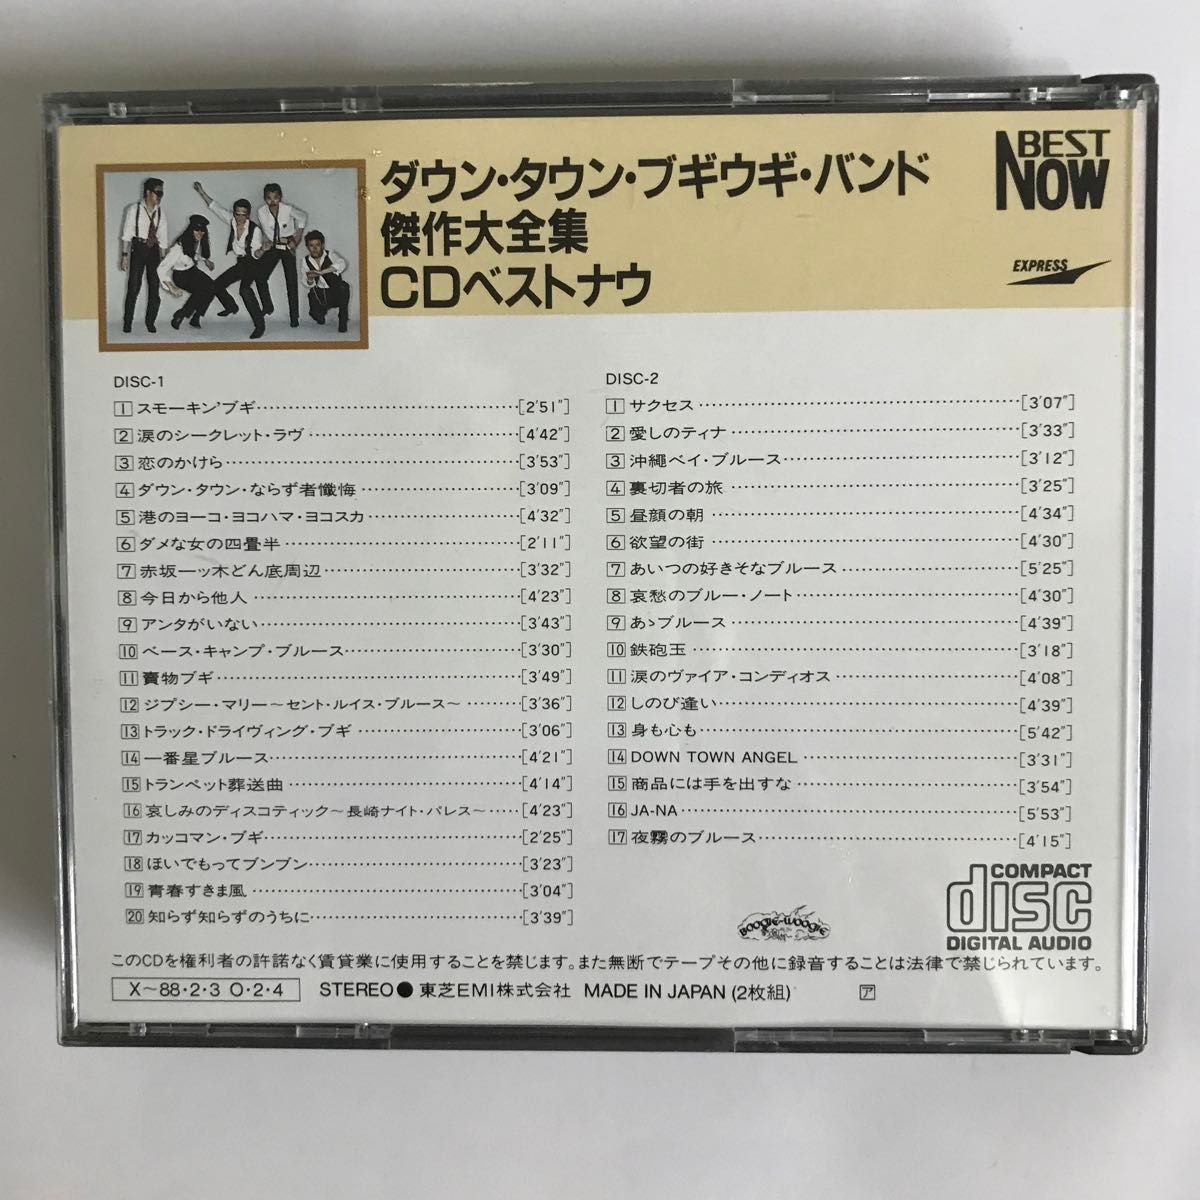 ダウン・タウン・ブギウギ・バンド
傑作大全集
CDベストナウ
BEST
NOW
EXPRESS
DISC-1
1 スモーキン'ブギ……[2'51"]
2 涙のシークレット・ラヴ……[4'42"]
3 恋のかけら……[3'53"]
4 ダウン・タウン・ならず者懺悔……[3'09"]
5 港のヨーコ・ヨコハマ・ヨコスカ……[4'32"]
6 ダメな女の四畳半……[2'11"]
7 赤坂一ッ木どん底周辺……[3'32"]
8 今日から他人……[4'23"]
9 アンタがいない……[3'43"]
10 ベース・キャンプ・ブルース……[3'30"]
11 賣物ブギ……[3'49"]
12 ジプシー・マリー～セント・ルイス・ブルース～……[3'36"]
13 トラック・ドライヴィング・ブギ……[3'06"]
14 一番星ブルース……[4'21"]
15 トランペット葬送曲……[4'14"]
16 哀しみのディスコティック～長崎ナイト・パレス～……[4'23"]
17 カッコマン・ブギ……[2'25"]
18 ほいでもってブンブン……[3'23"]
19 青春すきま風……[3'04"]
20 知らず知らずのうちに……[3'39"]
DISC-2
1 サクセス……[3'07"]
2 愛しのティナ……[3'33"]
3 沖縄ベイ・ブルース……[3'12"]
4 裏切者の旅……[3'25"]
5 昼顔の朝……[4'34"]
6 欲望の街……[4'30"]
7 あいつの好きそなブルース……[5'25"]
8 哀愁のブルー・ノート……[4'30"]
9 あゝブルース……[4'39"]
10 鉄砲玉……[3'18"]
11 涙のヴァイア・コンディオス……[4'08"]
12 しのび逢い……[4'39"]
13 身も心も……[5'42"]
14 DOWN TOWN ANGEL……[3'31"]
15 商品には手を出すな……[3'54"]
16 JA-NA……[5'53"]
17 夜霧のブルース……[4'15"]
BOOGIE-WOOGIE
COMPACT
disc
DIGITAL AUDIO
このCDを権利者の許諾なく賃貸業に使用することを禁じます。また無断でテープその他に録音することは法律で禁じられています。
X～88・2・3 O・2・4 STEREO● 東芝EMI株式会社 MADE IN JAPAN (2枚組) ア